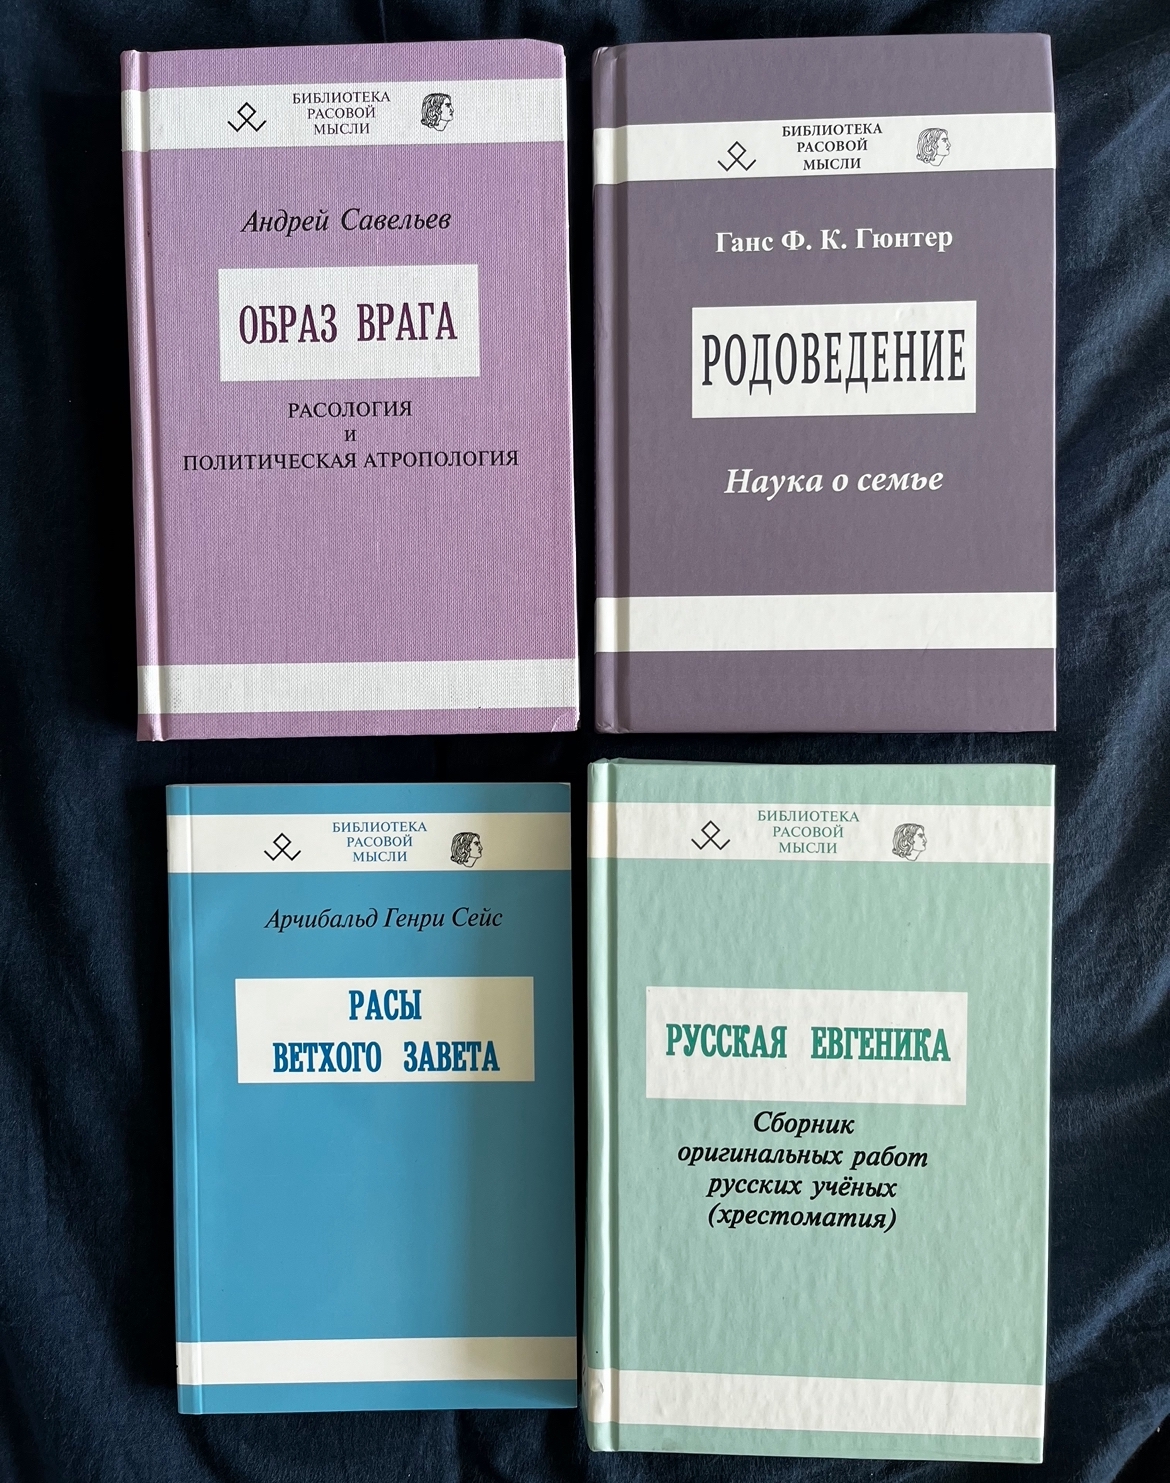 БИБЛИОТЕКА
РАСОВОЙ
МЫСЛИ
Андрей Савельев
ОБРАЗ ВРАГА
РАСОЛОГИЯ
И
ПОЛИТИЧЕСКАЯ АТРОПОЛОГИЯ
БИБЛИОТЕКА
РАСОВОЙ
МЫСЛИ
Ганс Ф. К. Гюнтер
РОДОВЕДЕНИЕ
Наука о семье
БИБЛИОТЕКА
РАСОВОЙ
МЫСЛИ
Арчибальд Генри Сейс
РАСЫ
ВЕТХОГО ЗАВЕТА
БИБЛИОТЕКА
РАСОВОЙ
МЫСЛИ
РУССКАЯ ЕВГЕНИКА
Сборник
оригинальных работ
русских учёных
(хрестоматия)